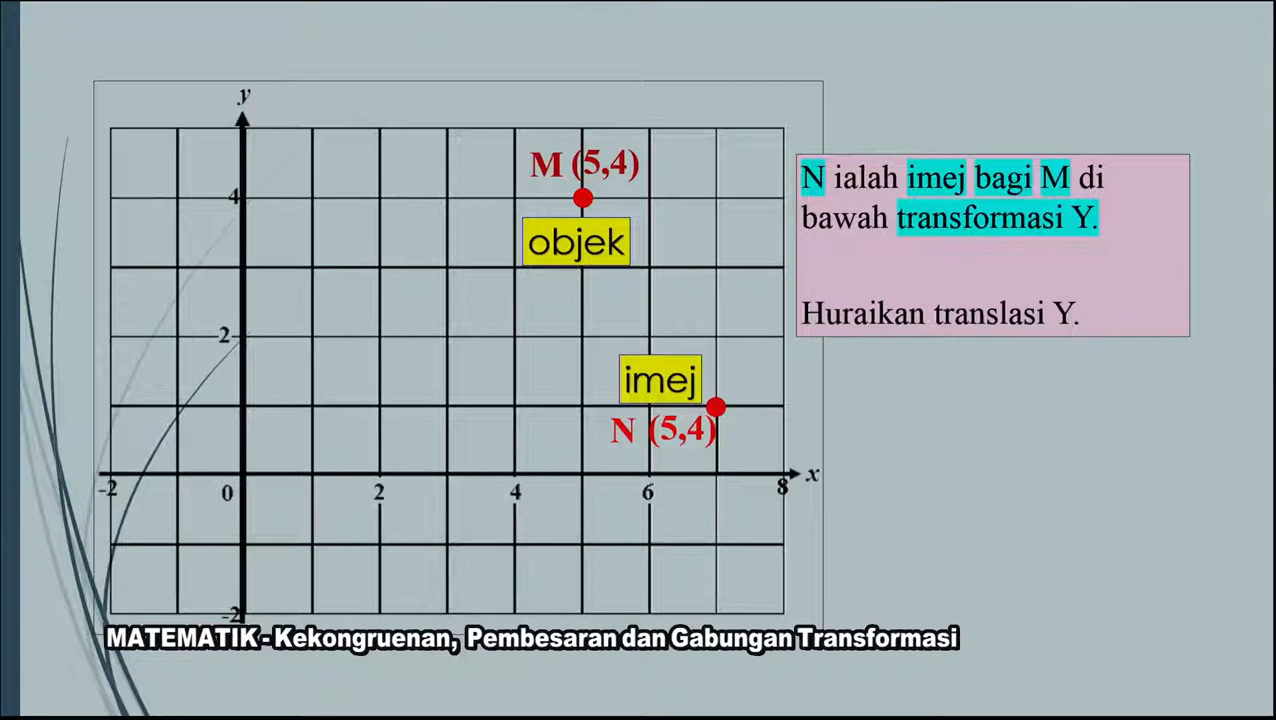 y
M (5,4)
4
objek
N ialah imej bagi M di
bawah transformasi Y.
Huraikan translasi Y.
2
imej
N (5,4)
x
-2 0 2 4 6 8
-2
MATEMATIK - Kekongruenan, Pembesaran dan Gabungan Transformasi